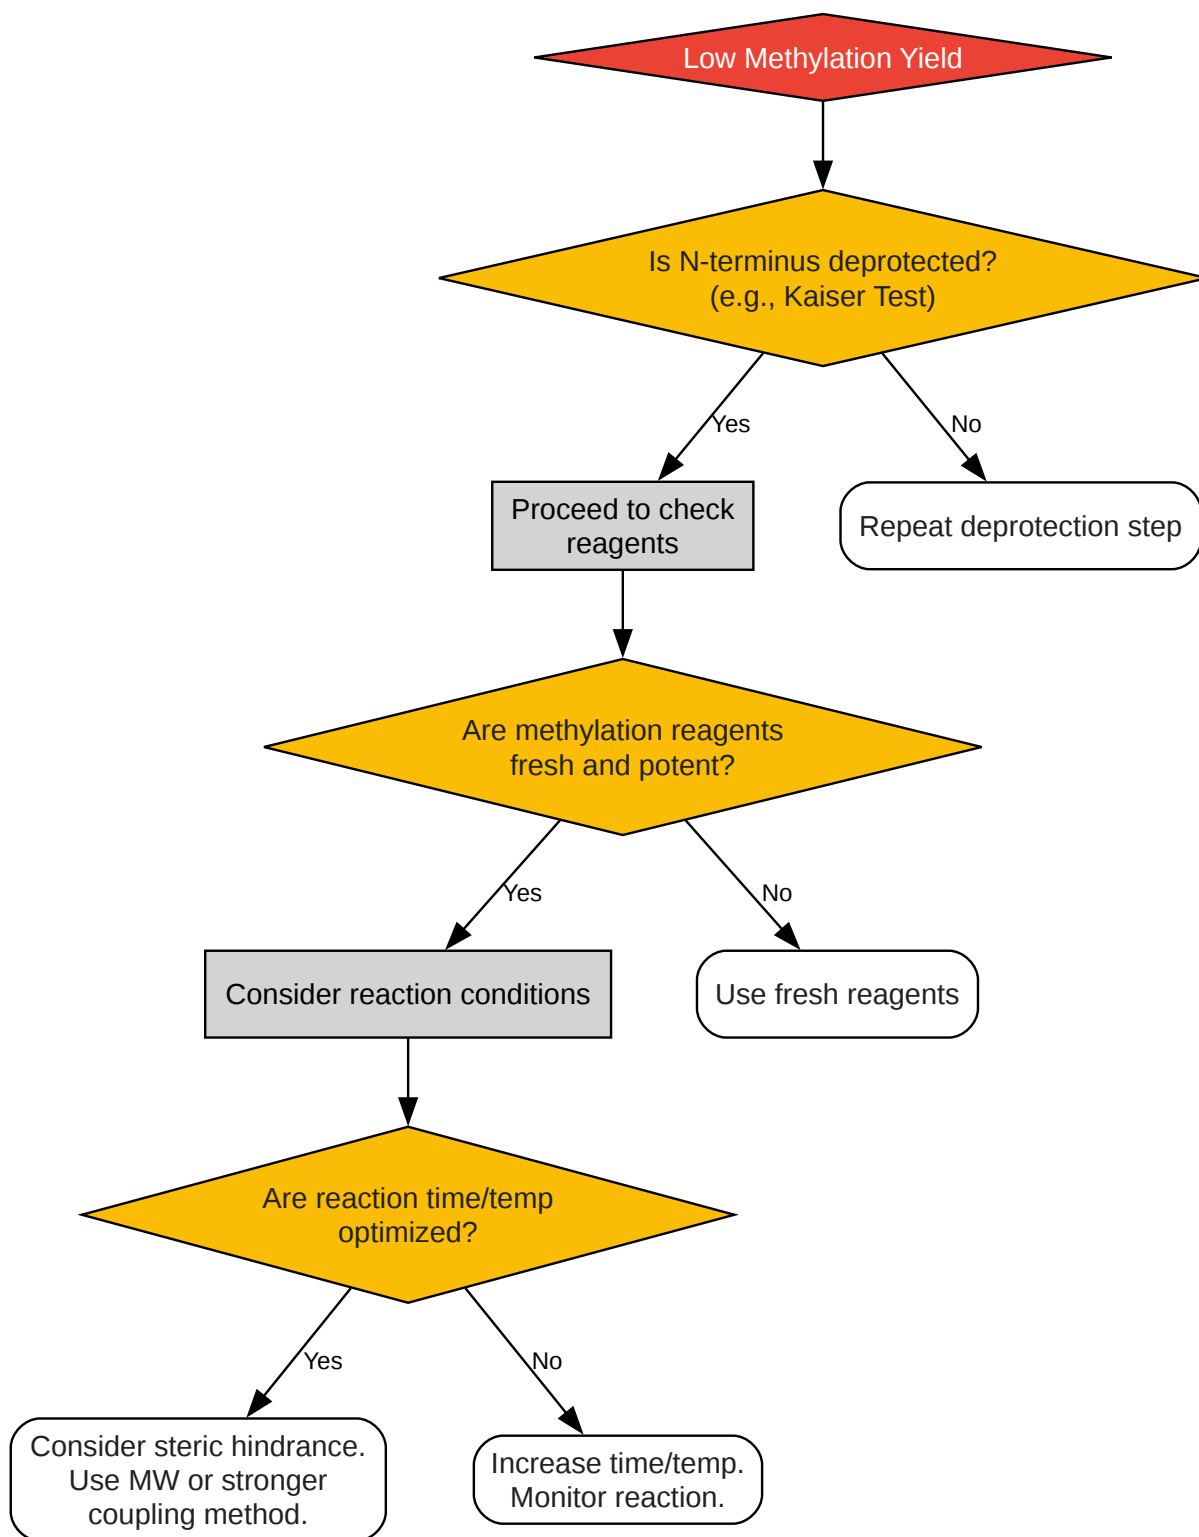 Low Methylation Yield
Is N-terminus deprotected?
(e.g., Kaiser Test)
Yes
No
Proceed to check
reagents
Repeat deprotection step
Are methylation reagents
fresh and potent?
Yes
No
Consider reaction conditions
Use fresh reagents
Are reaction time/temp
optimized?
Yes
No
Consider steric hindrance.
Use MW or stronger
coupling method.
Increase time/temp.
Monitor reaction.